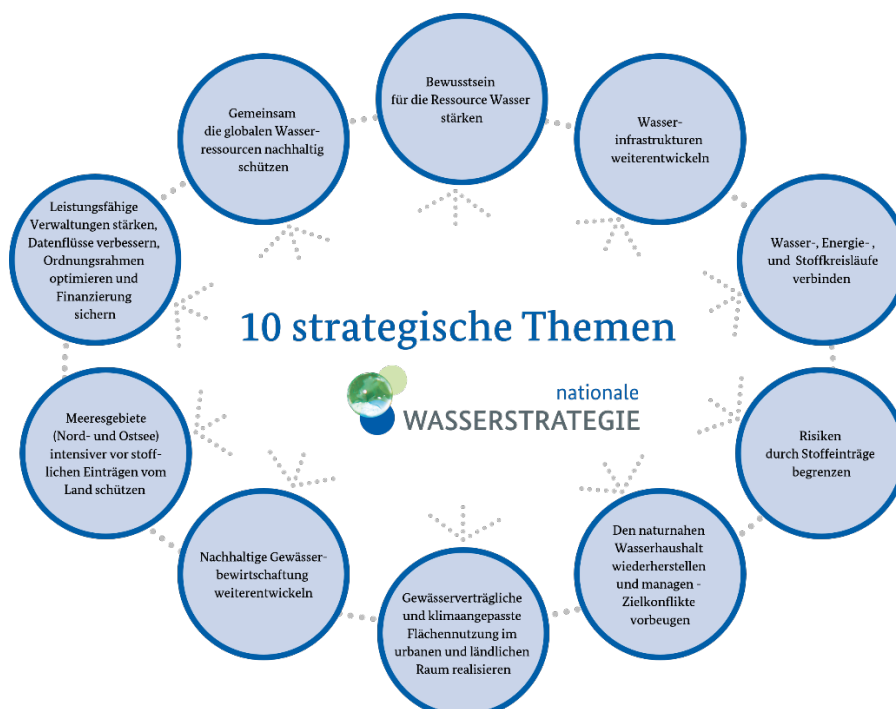 Bewusstsein
für die Ressource Wasser
stärken
Wasser-
infrastrukturen
weiterentwickeln
Wasser-, Energie- ,
und Stoffkreisläufe
verbinden
Risiken
durch Stoffeinträge
begrenzen
Den naturnahen
Wasserhaushalt
wiederherstellen
und managen -
Zielkonflikte
vorbeugen
Gewässerverträgliche
und klimaangepasste
Flächennutzung im
urbanen und ländlichen
Raum realisieren
Nachhaltige Gewässer-
bewirtschaftung
weiterentwickeln
Meeresgebiete
(Nord- und Ostsee)
intensiver vor stoff-
lichen Einträgen vom
Land schützen
Leistungsfähige
Verwaltungen stärken,
Datenflüsse verbessern,
Ordnungsrahmen
optimieren und
Finanzierung
sichern
Gemeinsam
die globalen Wasser-
ressourcen nachhaltig
schützen
10 strategische Themen
nationale
WASSERSTRATEGIE